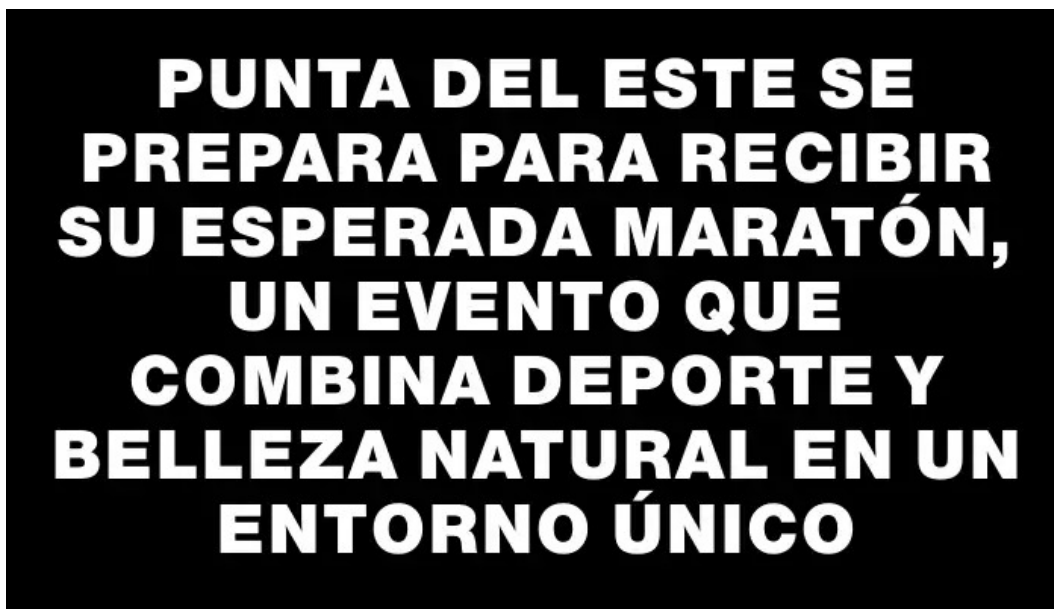 PUNTA DEL ESTE SE
PREPARA PARA RECIBIR
SU ESPERADA MARATÓN,
UN EVENTO QUE
COMBINA DEPORTE Y
BELLEZA NATURAL EN UN
ENTORNO ÚNICO